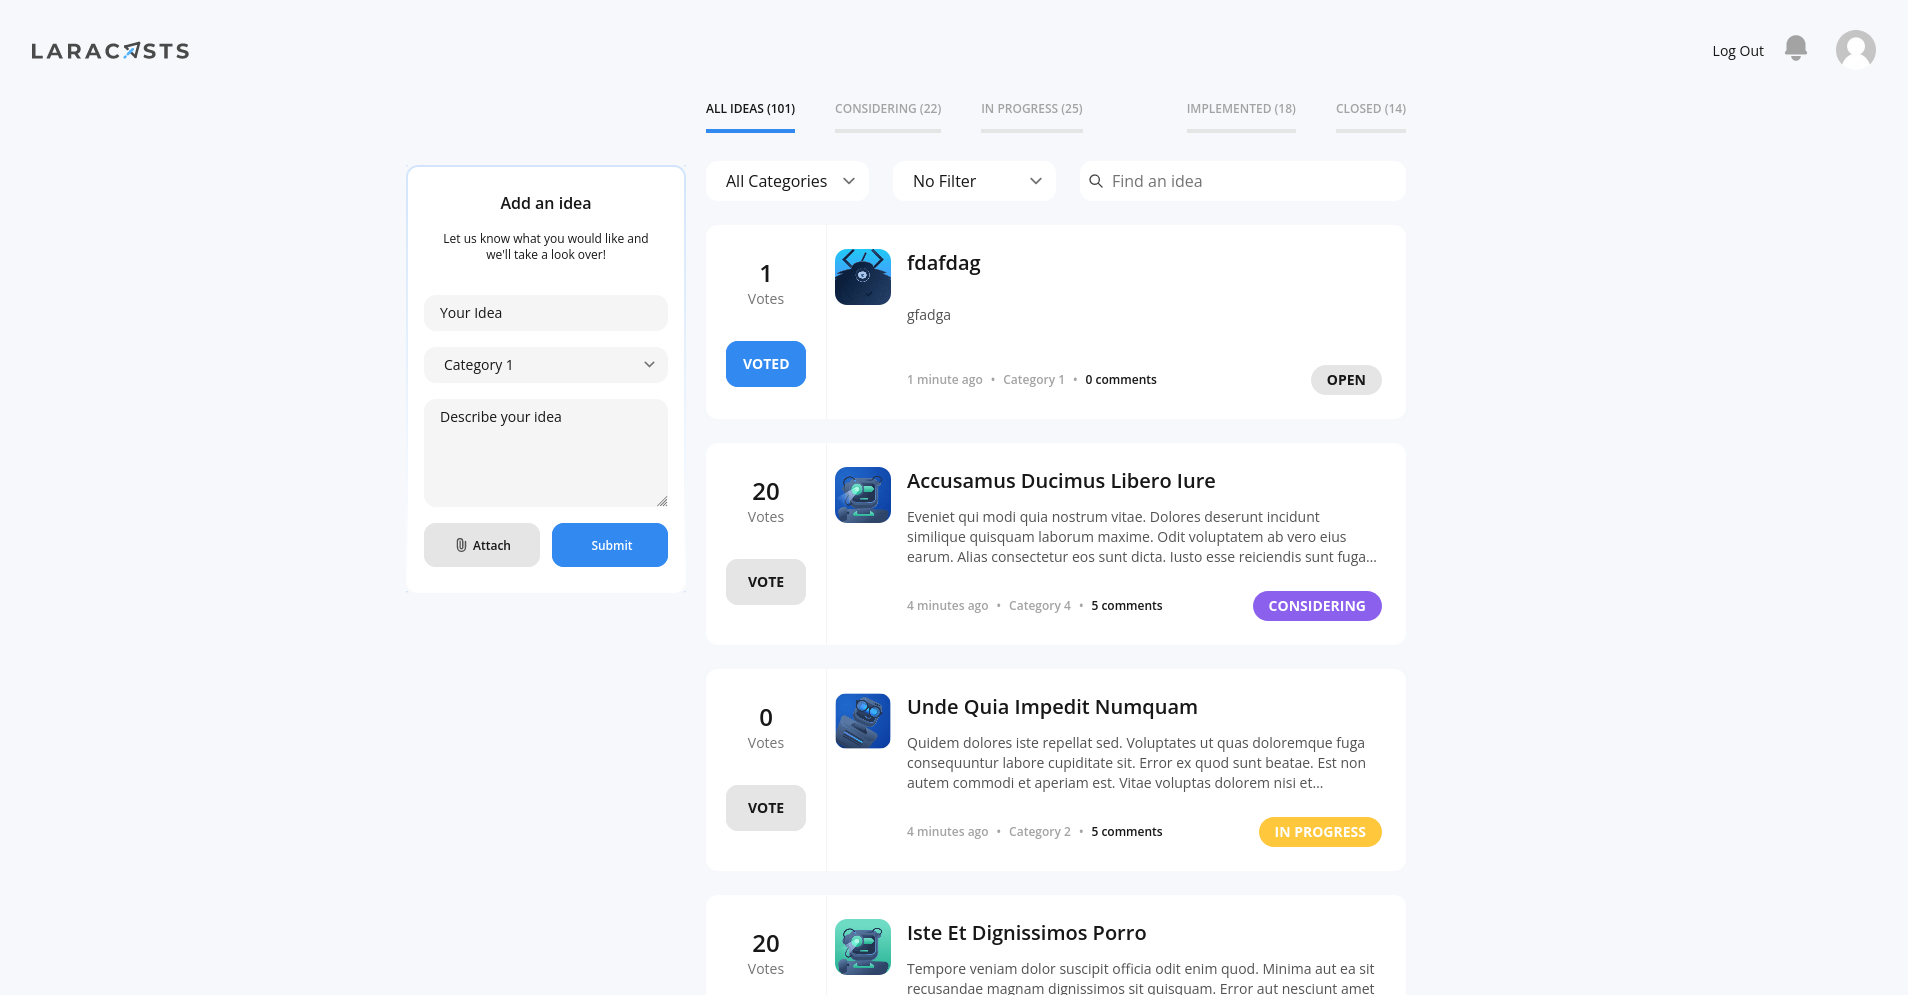 LARACASTS
Log Out
ALL IDEAS (101)
CONSIDERING (22)
IN PROGRESS (25)
IMPLEMENTED (18)
CLOSED (14)
Add an idea
Let us know what you would like and
we'll take a look over!
Your Idea
Category 1
Describe your idea
Attach
Submit
All Categories
No Filter
Find an idea
1
Votes
VOTED
fdafdag
gfadga
1 minute ago • Category 1 • 0 comments
OPEN
20
Votes
VOTE
Accusamus Ducimus Libero Iure
Eveniet qui modi quia nostrum vitae. Dolores deserunt incidunt
similique quisquam laborum maxime. Odit voluptatem ab vero eius
earum. Alias consectetur eos sunt dicta. Iusto esse reiciendis sunt fuga...
4 minutes ago • Category 4 • 5 comments
CONSIDERING
0
Votes
VOTE
Unde Quia Impedit Numquam
Quidem dolores iste repellat sed. Voluptates ut quas doloremque fuga
consequuntur labore cupiditate sit. Error ex quod sunt beatae. Est non
autem commodi et aperiam est. Vitae voluptas dolorem nisi et...
4 minutes ago • Category 2 • 5 comments
IN PROGRESS
20
Votes
Iste Et Dignissimos Porro
Tempore veniam dolor suscipit officia odit enim quod. Minima aut ea sit
recusandae magnam dignissimos sit quisquam. Error aut nesciunt amet